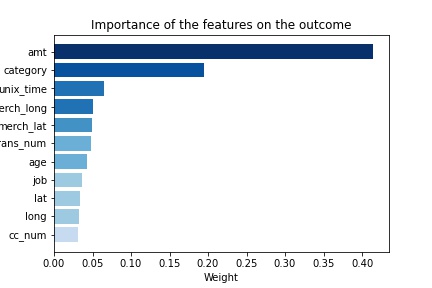 Importance of the features on the outcome
amt
category
unix_time
erch_long
merch_lat
rans_num
age
job
lat
long
cc_num
0.00 0.05 0.10 0.15 0.20 0.25 0.30 0.35 0.40
Weight